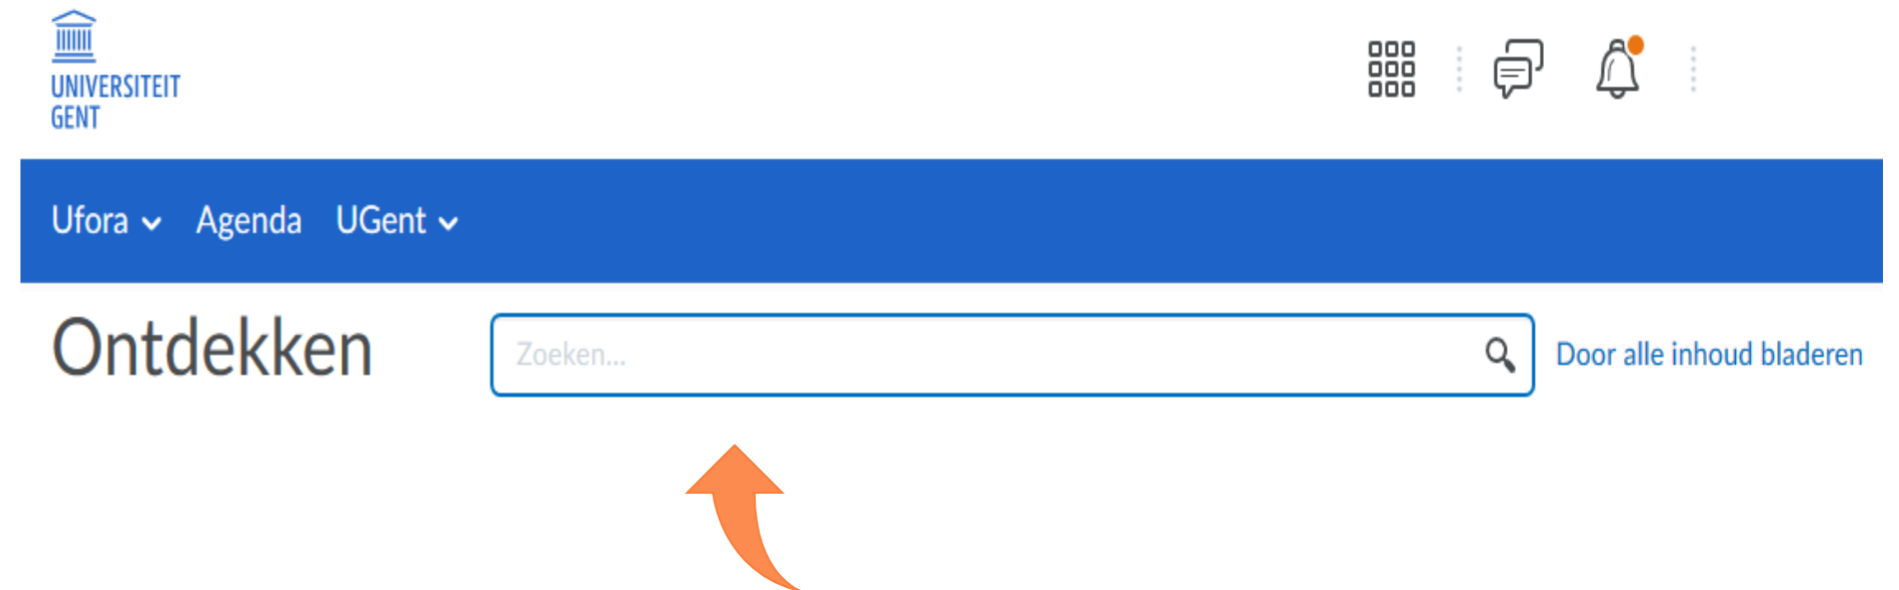 UNIVERSITEIT
GENT
Ufora Agenda UGent
Ontdekken Zoeken... Door alle inhoud bladeren